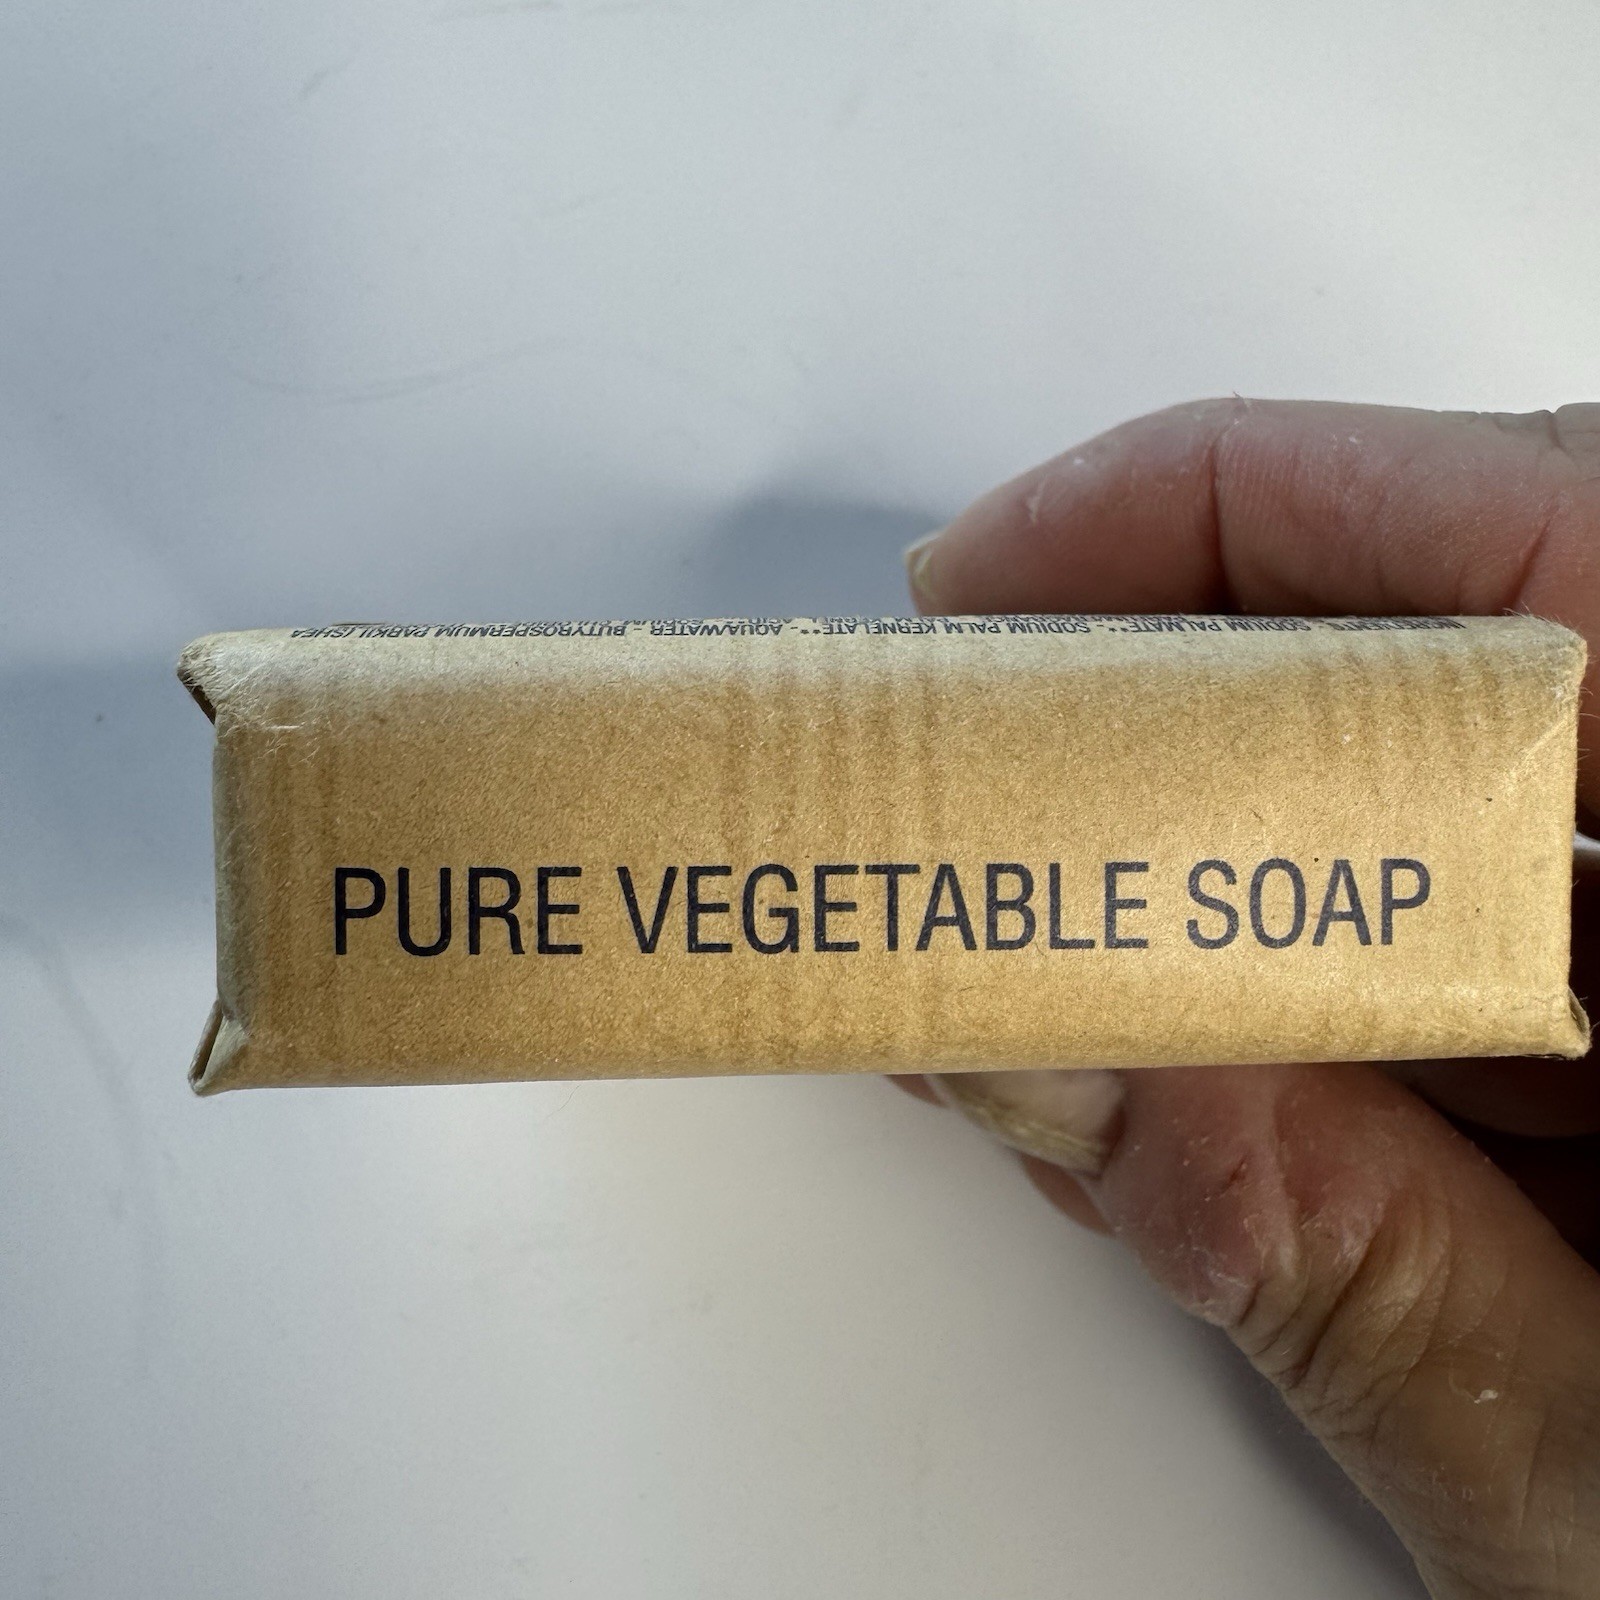 INGREDIENTS - SODIUM PALMATE** - SODIUM PALM KERNELATE** - AQUA/WATER - BUTYROSPERMUM PARKII (SHEA
PURE VEGETABLE SOAP